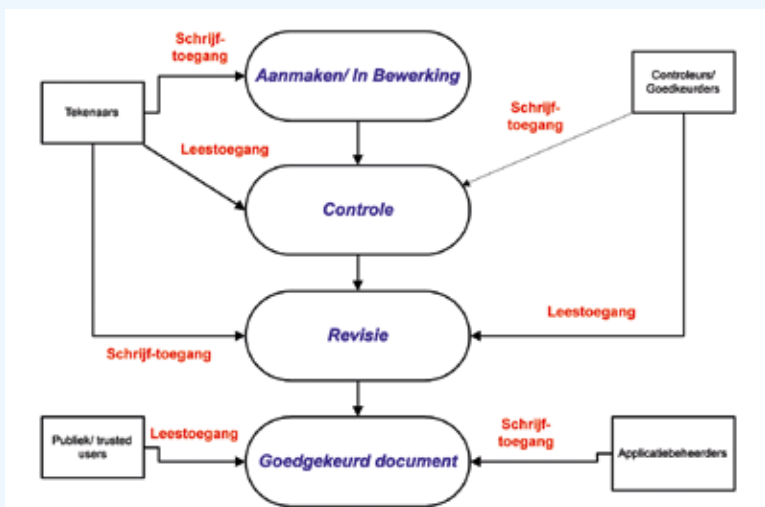 Schrijf-
toegang
Aanmaken/ In Bewerking
Controleurs/
Goedkeurders
Tekenaars
Schrijf-
toegang
Leestoegang
Controle
Leestoegang
Revisie
Schrijf-toegang
Publiek/ trusted
users
Leestoegang
Schrijf-
toegang
Goedgekeurd document
Applicatiebeheerders